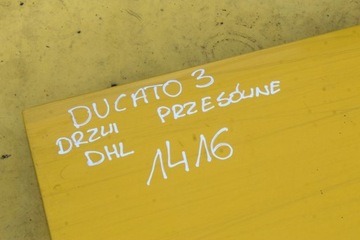 DUCATO 3
DRZWI PRZESÓWNE
DHL
1416